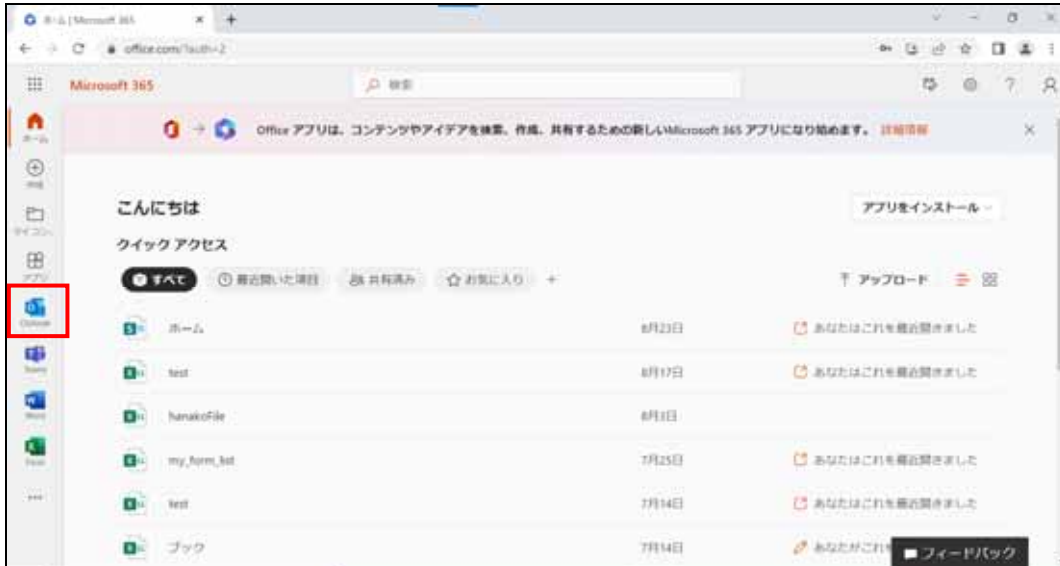 ホーム | Microsoft 365
office.com/?auth=2
Microsoft 365
検索
Office アプリは、コンテンツやアイデアを検索、作成、共有するための新しいMicrosoft 365 アプリになり始めます。 詳細情報
ホーム
作成
マイコン
アプリ
Outlook
Teams
Word
Excel
こんにちは
アプリをインストール
クイック アクセス
すべて 最近開いた項目 共有済み お気に入り +
アップロード
ホーム 8月23日 あなたはこれを最近開きました
test 8月17日 あなたはこれを最近開きました
hanakoFile 8月3日
my_form_list 7月25日 あなたはこれを最近開きました
test 7月14日 あなたはこれを最近開きました
ブック 7月14日 あなたがこれ
フィードバック